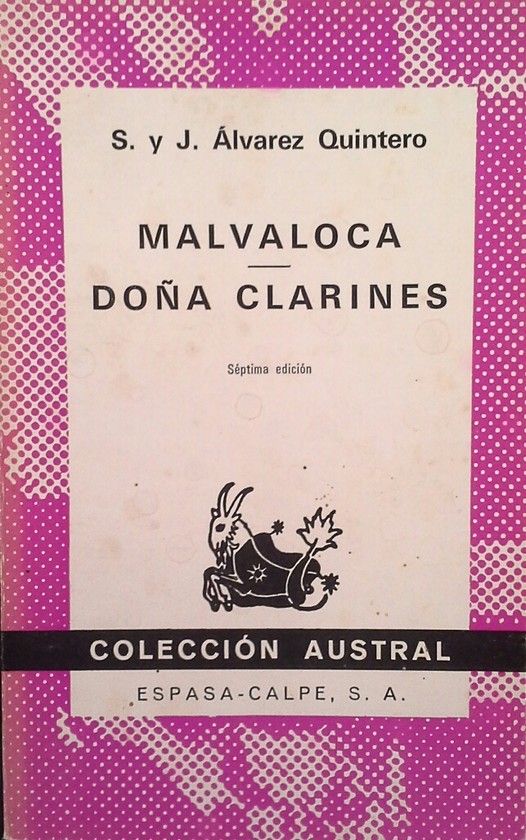 S. y J. Álvarez Quintero
MALVALOCA
DOÑA CLARINES
Séptima edición
COLECCIÓN AUSTRAL
ESPASA-CALPE, S. A.